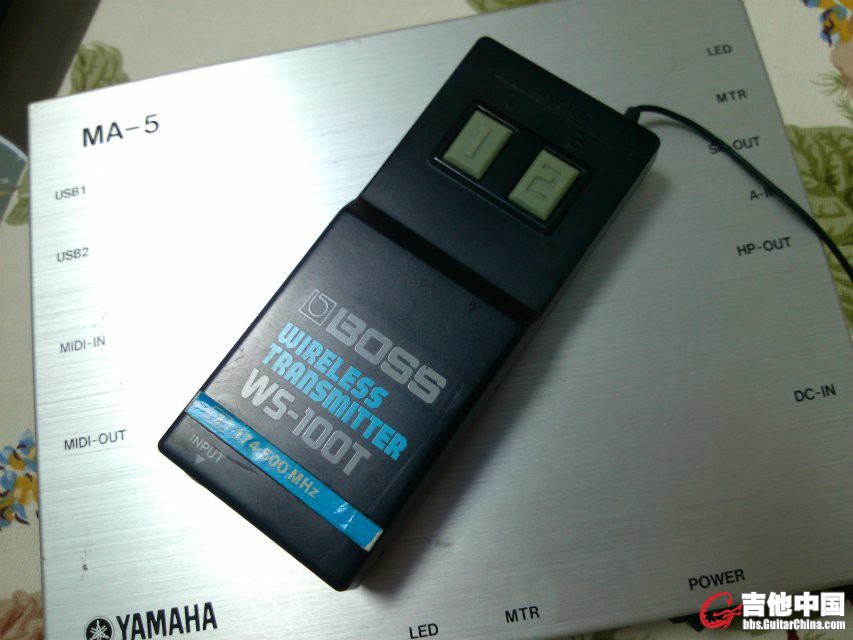 MA-5
LED
MTR
USB1
USB2
HP-OUT
MIDI-IN
MIDI-OUT
DC-IN
1
2
2
BOSS
WIRELESS
TRANSMITTER
WS-100T
INPUT
MHz
YAMAHA
LED
MTR
POWER
吉他中国
bbs.GuitarChina.com